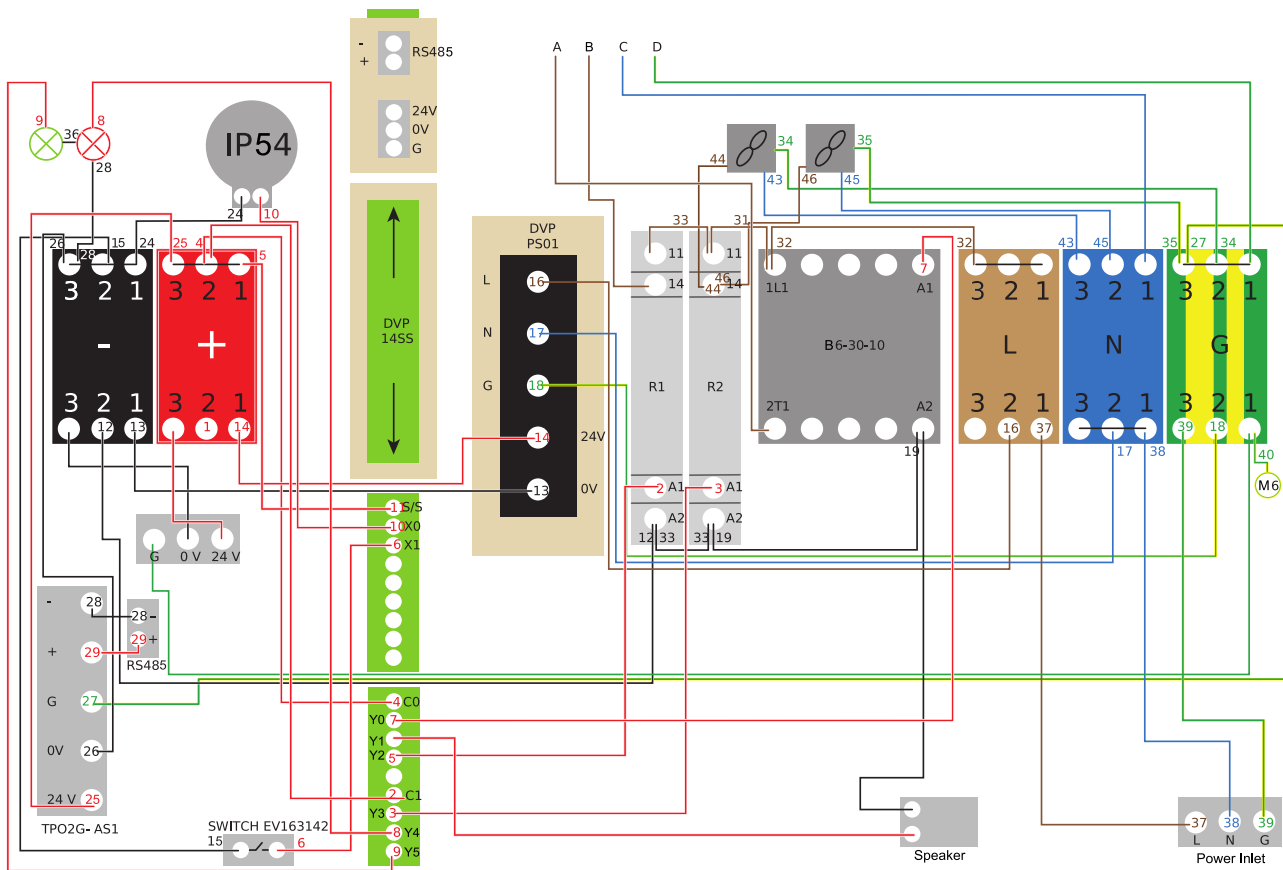 A B C D
- RS485
+
9 36 8
28
24V
0V
G
IP54
24 10
34 35
44 43 46 45
26 28 15 24
25 4 5
33 31 32 32
43 45
35 27 34
DVP
PS01
L 16
N 17
G 18
14 24V
13 0V
DVP
14SS
11 11
14 46
44 14
1L1 7 A1
3 2 1
3 2 1
3 2 1
3 2 1
3 2 1
- + B6-30-10 L N G
R1 R2
3 2 1
3 2 1
3 2 1
3 2 1
3 2 1
2T1 A2
12 13 1 14
16 37
39 18
19 17 38 40
M6
2 A1 3 A1
A2 A2
12 33 33 19
11 S/S
10 X0
6 X1
G 0 V 24 V
- 28 28 -
+ 29 29 +
RS485
G 27
0V 26
24 V 25
TPO2G- AS1
4 C0
Y0 7
Y1
Y2 5
2 C1
Y3 3
8 Y4
9 Y5
SWITCH EV163142
15 6
Speaker
37 38 39
L N G
Power Inlet